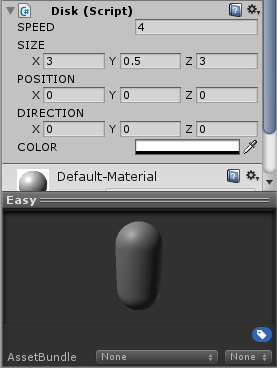 Disk (Script)
SPEED 4
SIZE
X 3 Y 0.5 Z 3
POSITION
X 0 Y 0 Z 0
DIRECTION
X 0 Y 0 Z 0
COLOR
Default-Material
Easy
AssetBundle None None